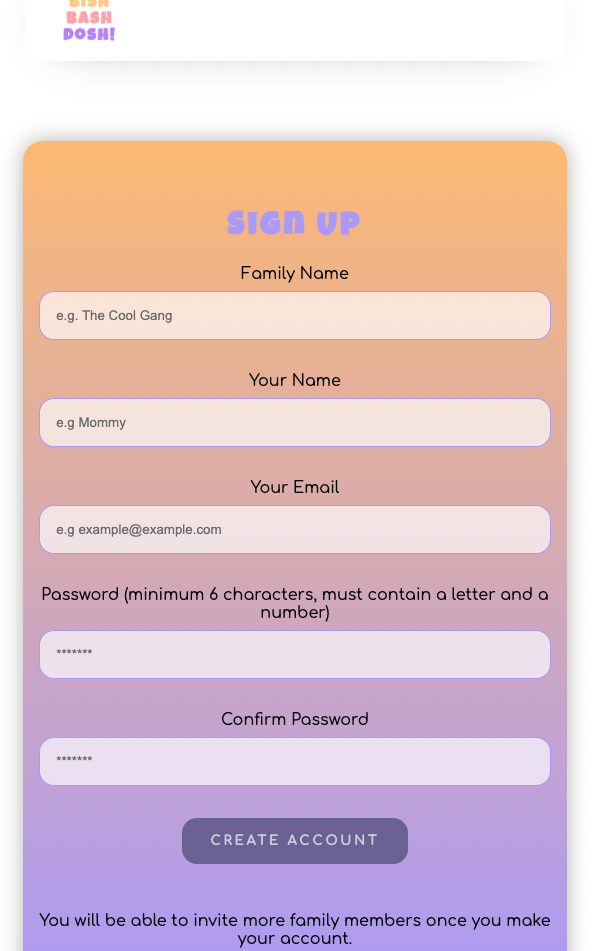 BISH
BASH
DOSH!
SIGN UP
Family Name
e.g. The Cool Gang
Your Name
e.g Mommy
Your Email
e.g example@example.com
Password (minimum 6 characters, must contain a letter and a
number)
*******
Confirm Password
*******
CREATE ACCOUNT
You will be able to invite more family members once you make
your account.